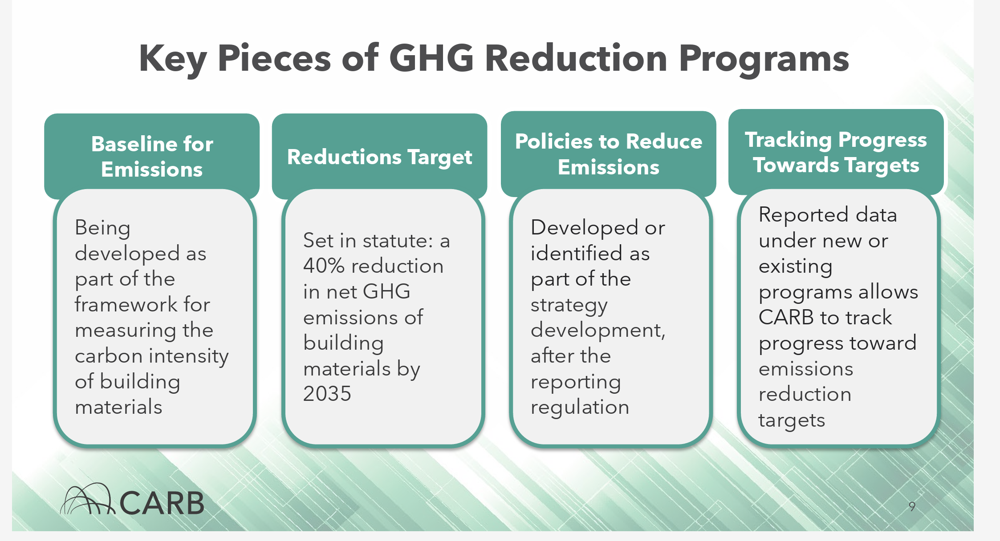 Key Pieces of GHG Reduction Programs
Baseline for
Emissions
Being
developed as
part of the
framework for
measuring the
carbon intensity
of building
materials
Reductions Target
Set in statute: a
40% reduction
in net GHG
emissions of
building
materials by
2035
Policies to Reduce
Emissions
Developed or
identified as
part of the
strategy
development,
after the
reporting
regulation
Tracking Progress
Towards Targets
Reported data
under new or
existing
programs allows
CARB to track
progress toward
emissions
reduction
targets
CARB
9